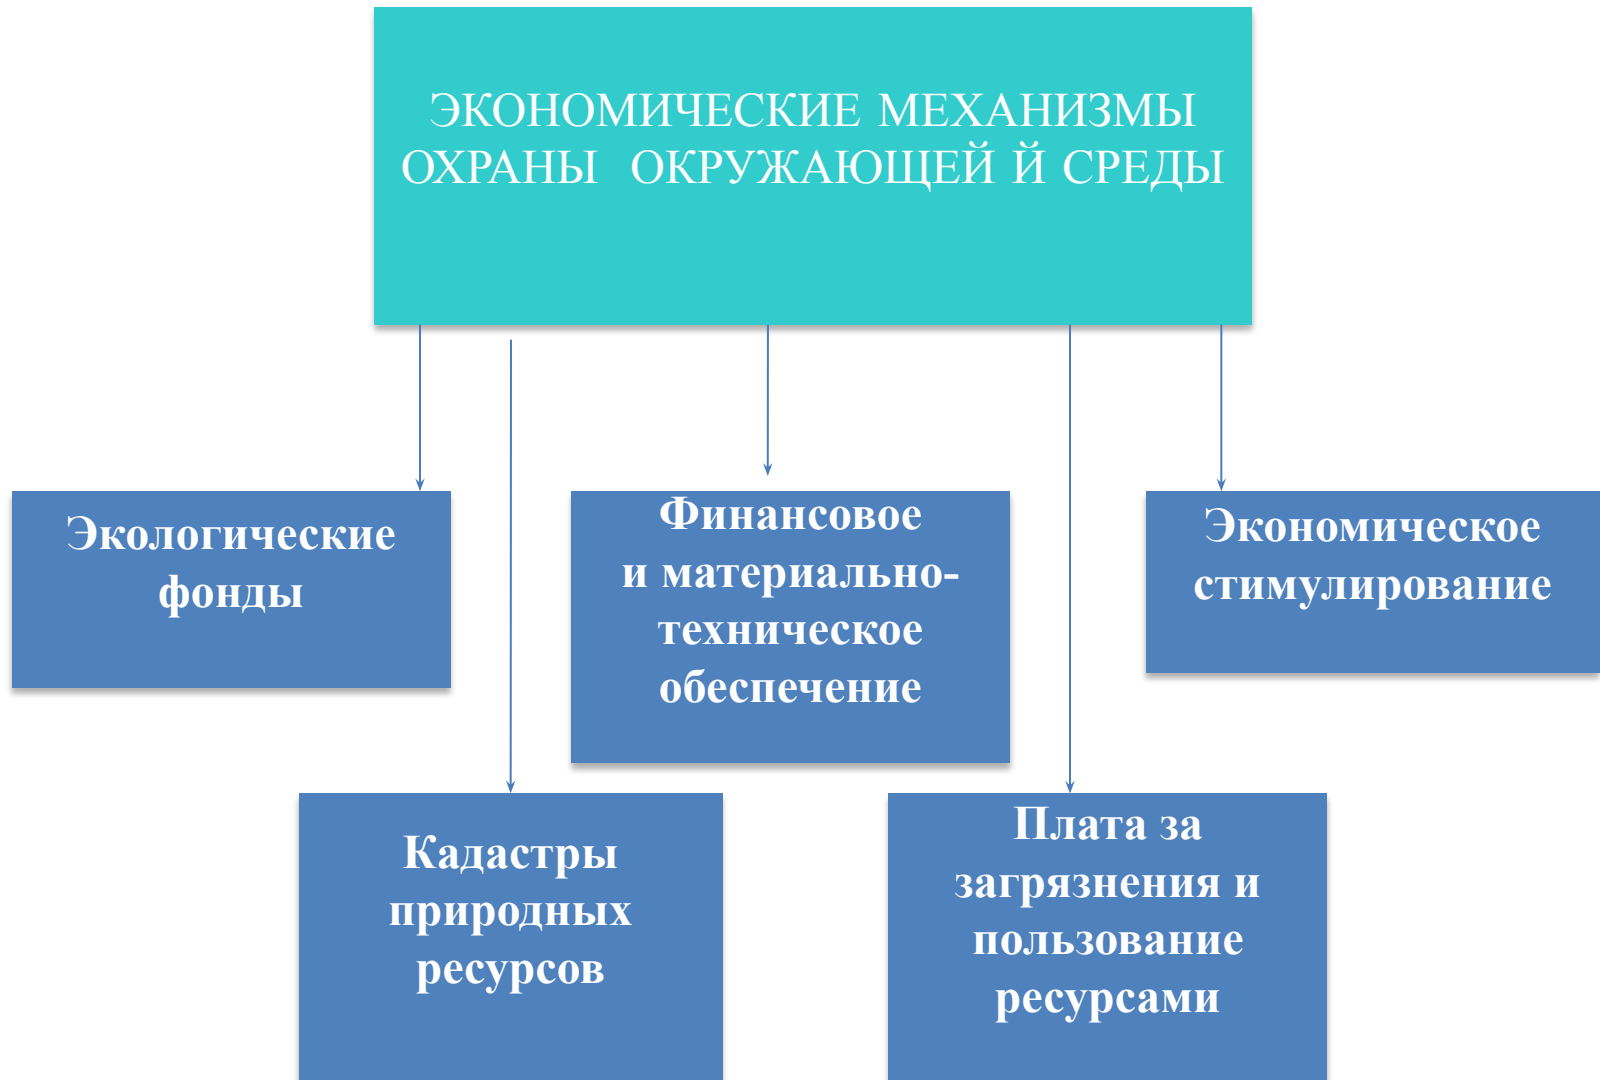 ЭКОНОМИЧЕСКИЕ МЕХАНИЗМЫ
ОХРАНЫ ОКРУЖАЮЩЕЙ Й СРЕДЫ
Экологические
фонды
Финансовое
и материально-
техническое
обеспечение
Экономическое
стимулирование
Кадастры
природных
ресурсов
Плата за
загрязнения и
пользование
ресурсами